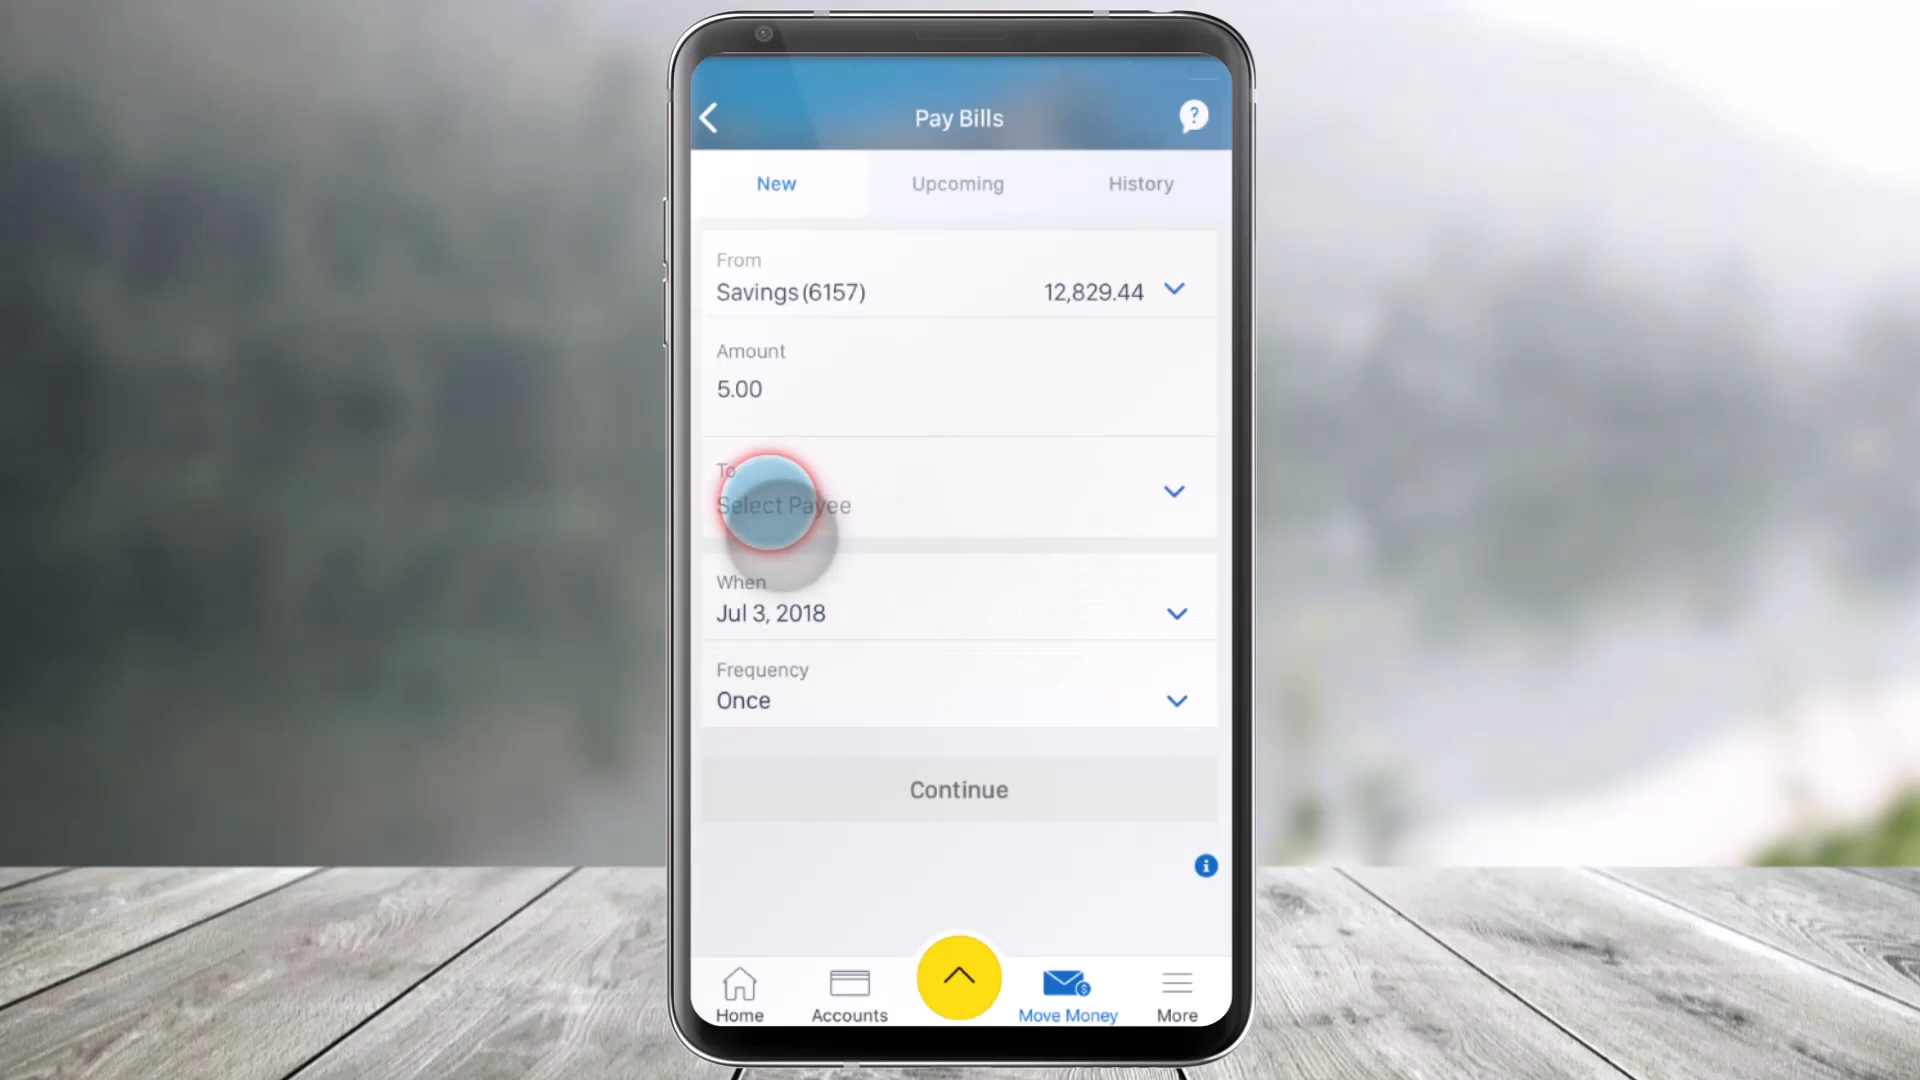 Pay Bills
?
New Upcoming History
From
Savings (6157) 12,829.44
Amount
5.00
To
Select Payee
When
Jul 3, 2018
Frequency
Once
Continue
i
$
Home Accounts Move Money More